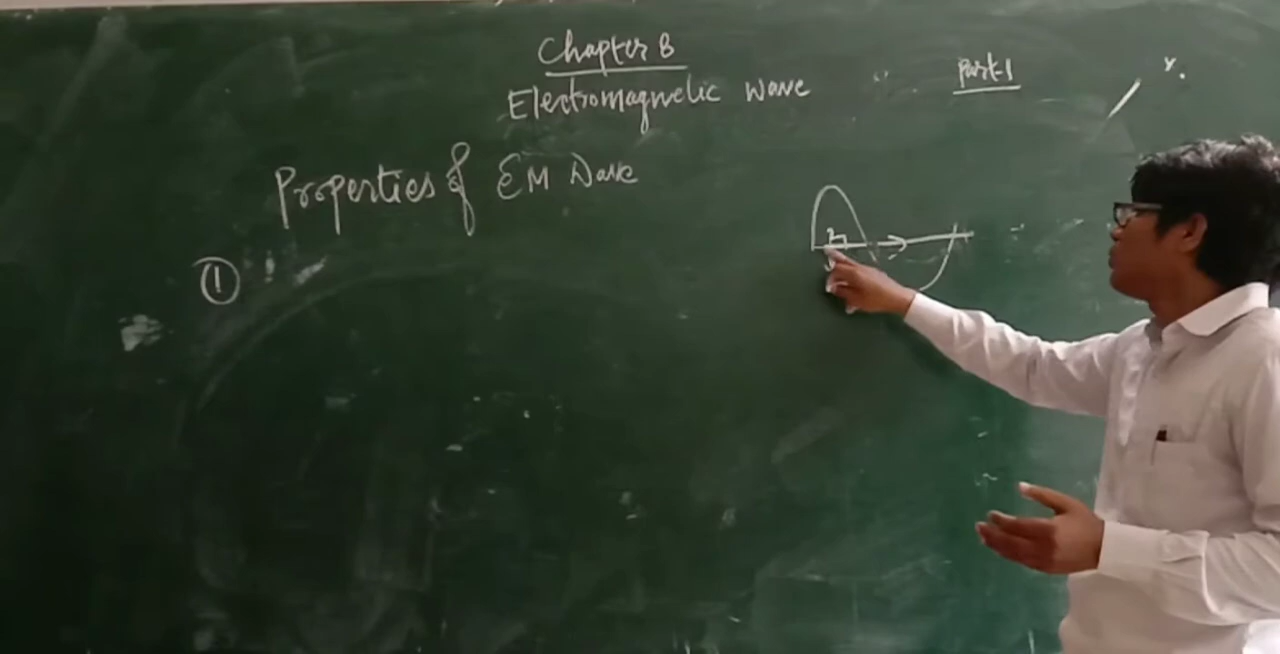 Chapter 8
Electromagnetic wave
Part-1
Properties of EM Wave
①